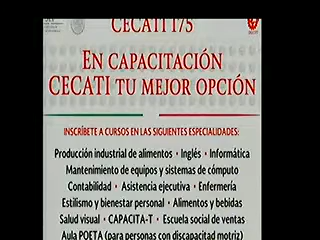 CECATI 175
EN CAPACITACIÓN
CECATI TU MEJOR OPCIÓN
INSCRÍBETE A CURSOS EN LAS SIGUIENTES ESPECIALIDADES:
Producción industrial de alimentos • Inglés • Informática
Mantenimiento de equipos y sistemas de cómputo
Contabilidad • Asistencia ejecutiva • Enfermería
Estilismo y bienestar personal • Alimentos y bebidas
Salud visual • CAPACITA-T • Escuela social de ventas
Aula POETA (para personas con discapacidad motriz)